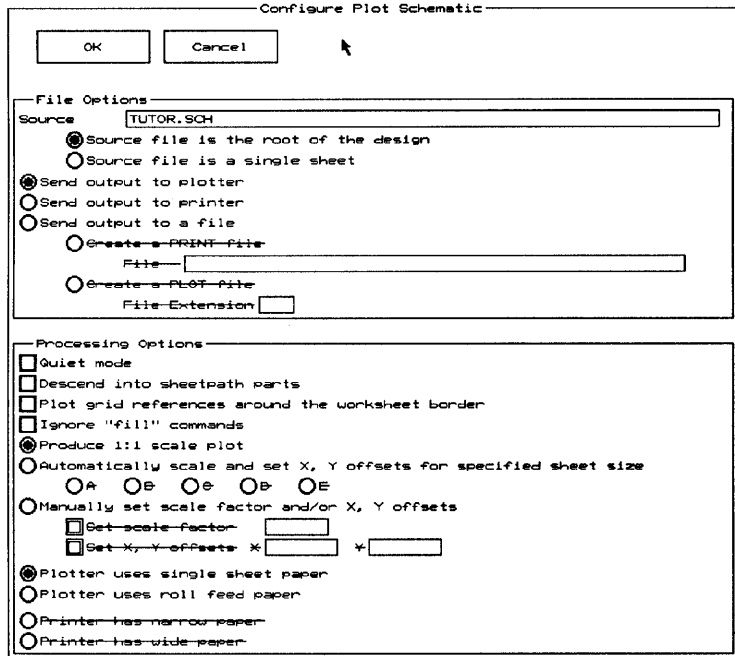 Configure Plot Schematic
OK Cancel
File Options
Source TUTOR.SCH
Source file is the root of the design
Source file is a single sheet
Send output to plotter
Send output to printer
Send output to a file
Create a PRINT file
File
Create a PLOT file
File Extension
Processing Options
Quiet mode
Descend into sheetpath parts
Plot grid references around the worksheet border
Ignore "fill" commands
Produce 1:1 scale plot
Automatically scale and set X, Y offsets for specified sheet size
A B C D E
Manually set scale factor and/or X, Y offsets
Set scale factor
Set X, Y offsets X Y
Plotter uses single sheet paper
Plotter uses roll feed paper
Printer has narrow paper
Printer has wide paper